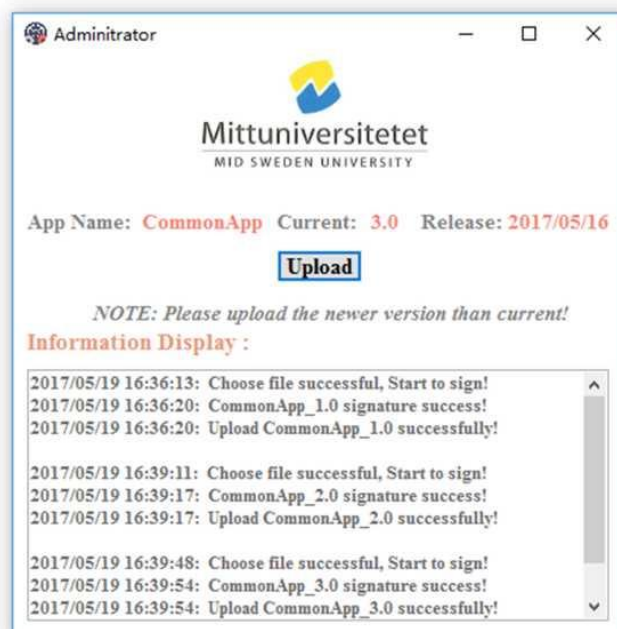 Adminitrator
Mittuniversitetet
MID SWEDEN UNIVERSITY
App Name: CommonApp Current: 3.0 Release: 2017/05/16
Upload
NOTE: Please upload the newer version than current!
Information Display :
2017/05/19 16:36:13: Choose file successful, Start to sign!
2017/05/19 16:36:20: CommonApp_1.0 signature success!
2017/05/19 16:36:20: Upload CommonApp_1.0 successfully!
2017/05/19 16:39:11: Choose file successful, Start to sign!
2017/05/19 16:39:17: CommonApp_2.0 signature success!
2017/05/19 16:39:17: Upload CommonApp_2.0 successfully!
2017/05/19 16:39:48: Choose file successful, Start to sign!
2017/05/19 16:39:54: CommonApp_3.0 signature success!
2017/05/19 16:39:54: Upload CommonApp_3.0 successfully!